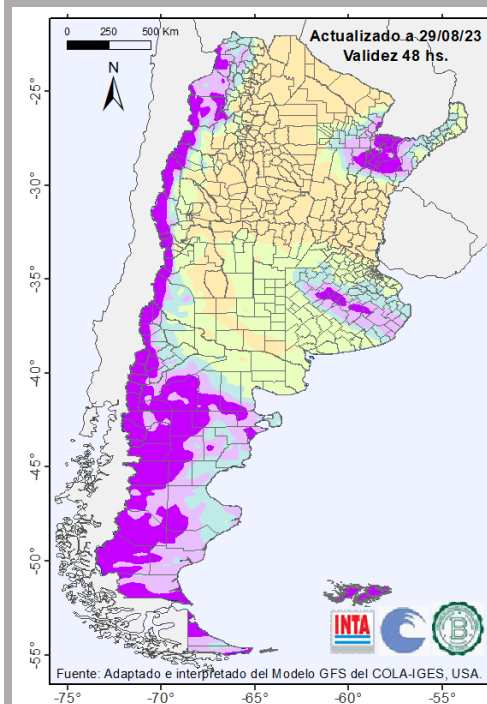 0 250 500 Km
Actualizado a 29/08/23
Validez 48 hs.
N
-25°
-30°
-35°
-40°
-45°
-50°
-55°
INTA
B
Fuente: Adaptado e interpretado del Modelo GFS del COLA-IGES, USA.
-75° -70° -65° -60° -55°